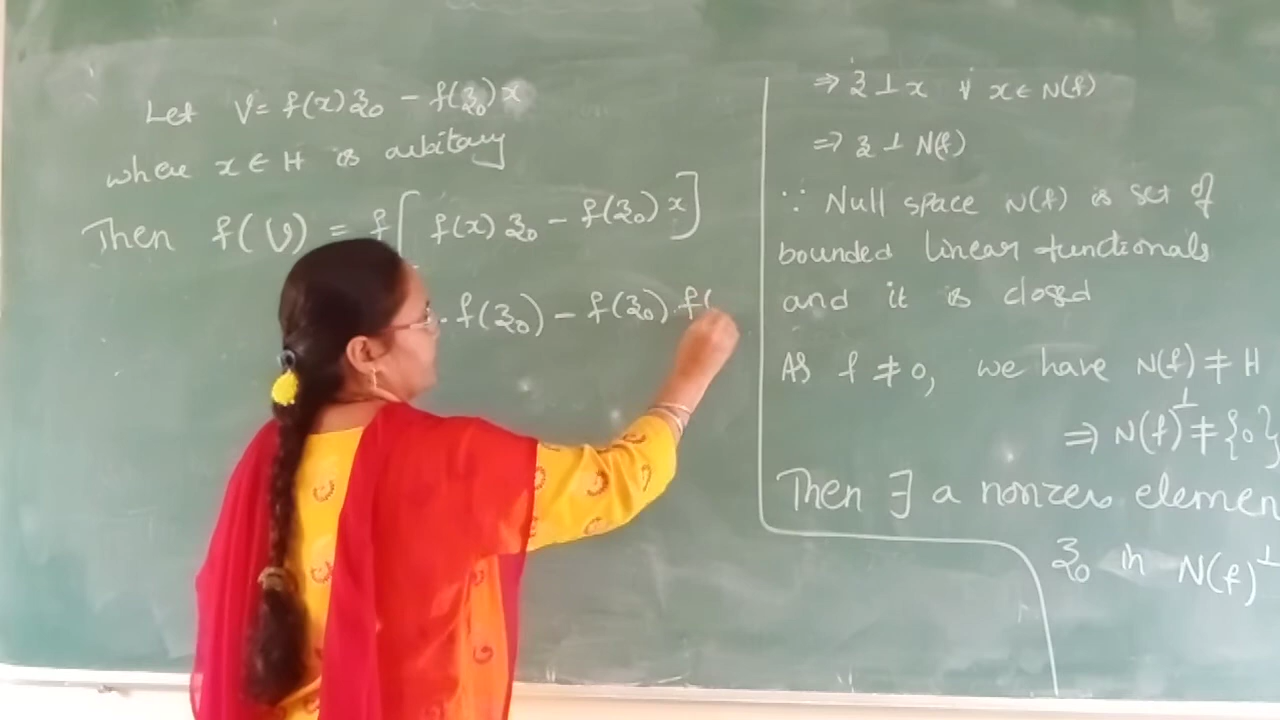 Let V = f(x)z₀ - f(z₀)x
where x ∈ H is arbitary
Then f(V) = f[ f(x) z₀ - f(z₀) x ]
. f(z₀) - f(z₀). f(
⇒ z ⊥ x ∀ x ∈ N(f)
⇒ z ⊥ N(f)
∵ Null space N(f) is set of
bounded linear functionals
and it is closed
As f ≠ 0, we have N(f) ≠ H
⇒ N(f)^⊥ ≠ {0}
Then ∃ a nonzero elemen
z₀ in N(f)^⊥